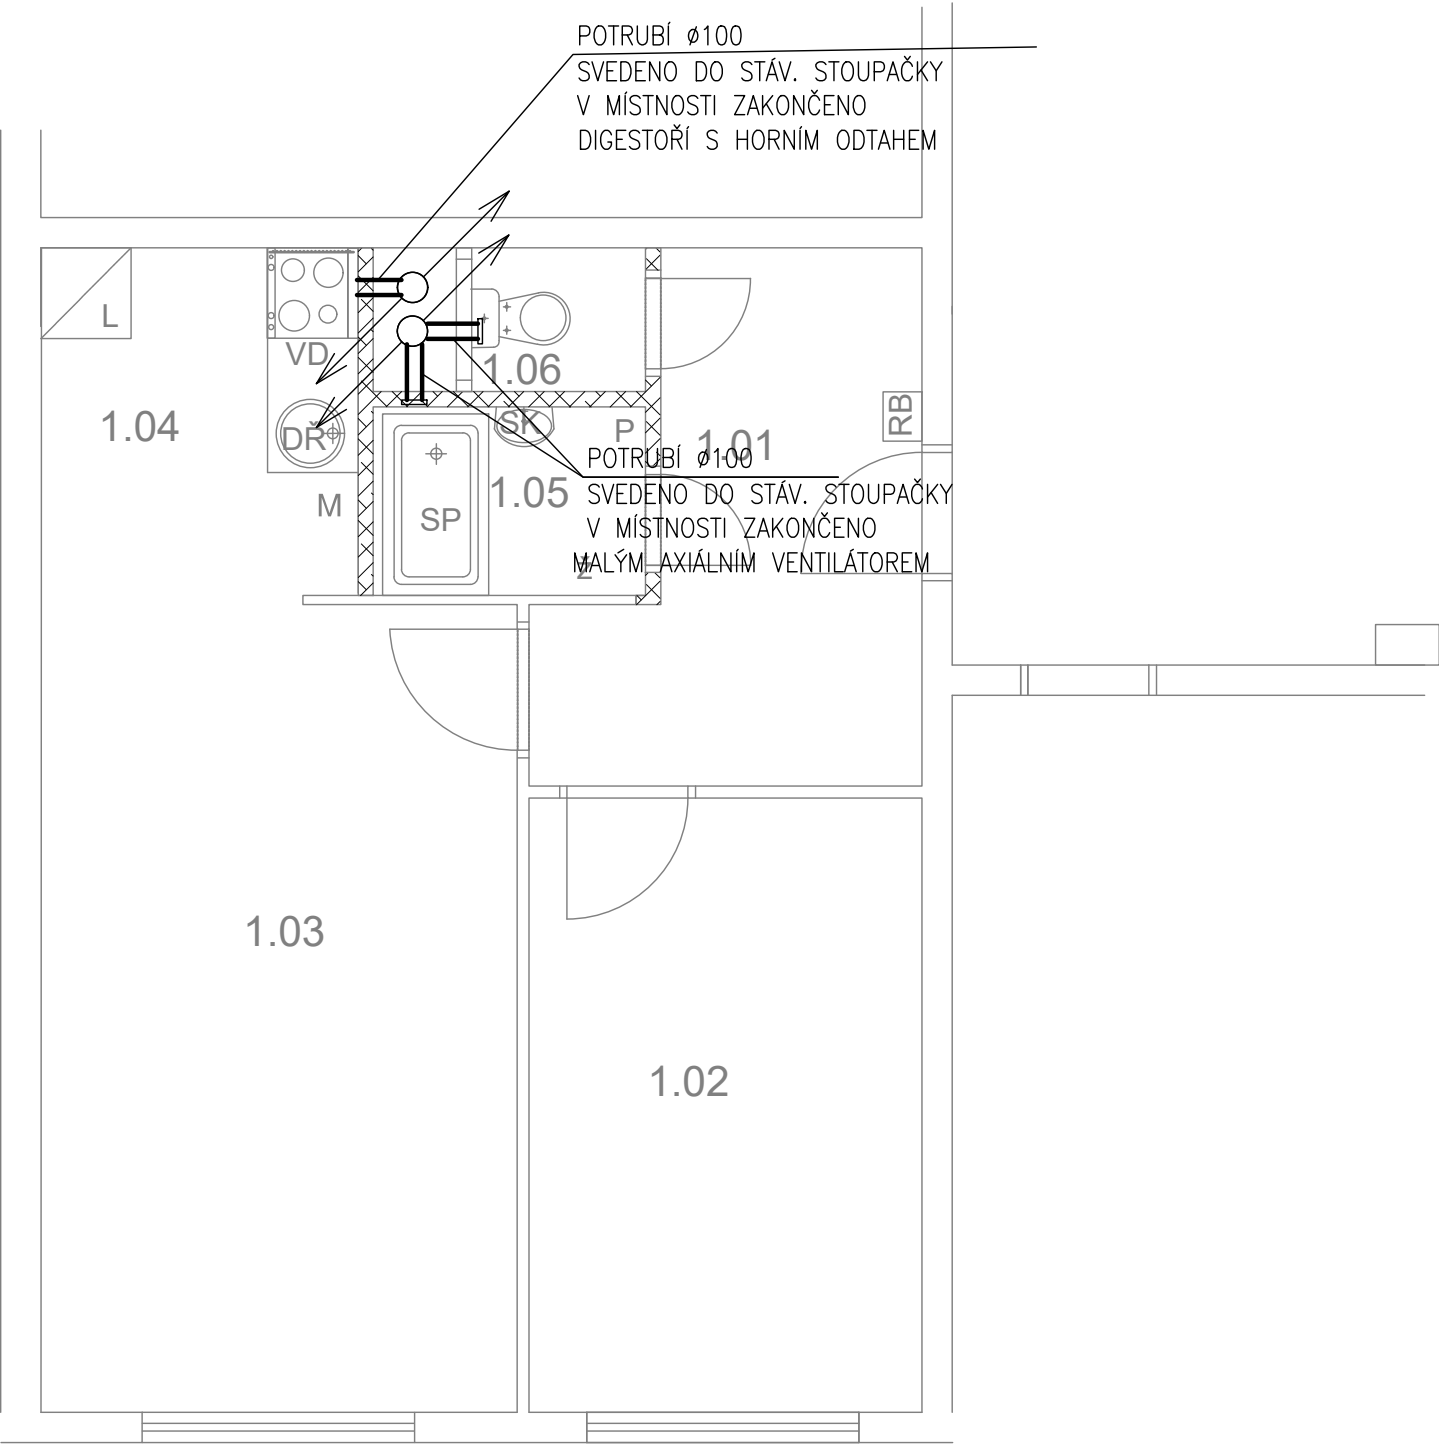 POTRUBÍ ø100
SVEDENO DO STÁV. STOUPAČKY
V MÍSTNOSTI ZAKONČENO
DIGESTOŘÍ S HORNÍM ODTAHEM
L
VD
1.06
1.04
DŘ
SK
P
1.01
RB
POTRUBÍ ø100
1.05
SVEDENO DO STÁV. STOUPAČKY
M
SP
V MÍSTNOSTI ZAKONČENO
MALÝM AXIÁLNÍM VENTILÁTOREM
Ž
1.03
1.02